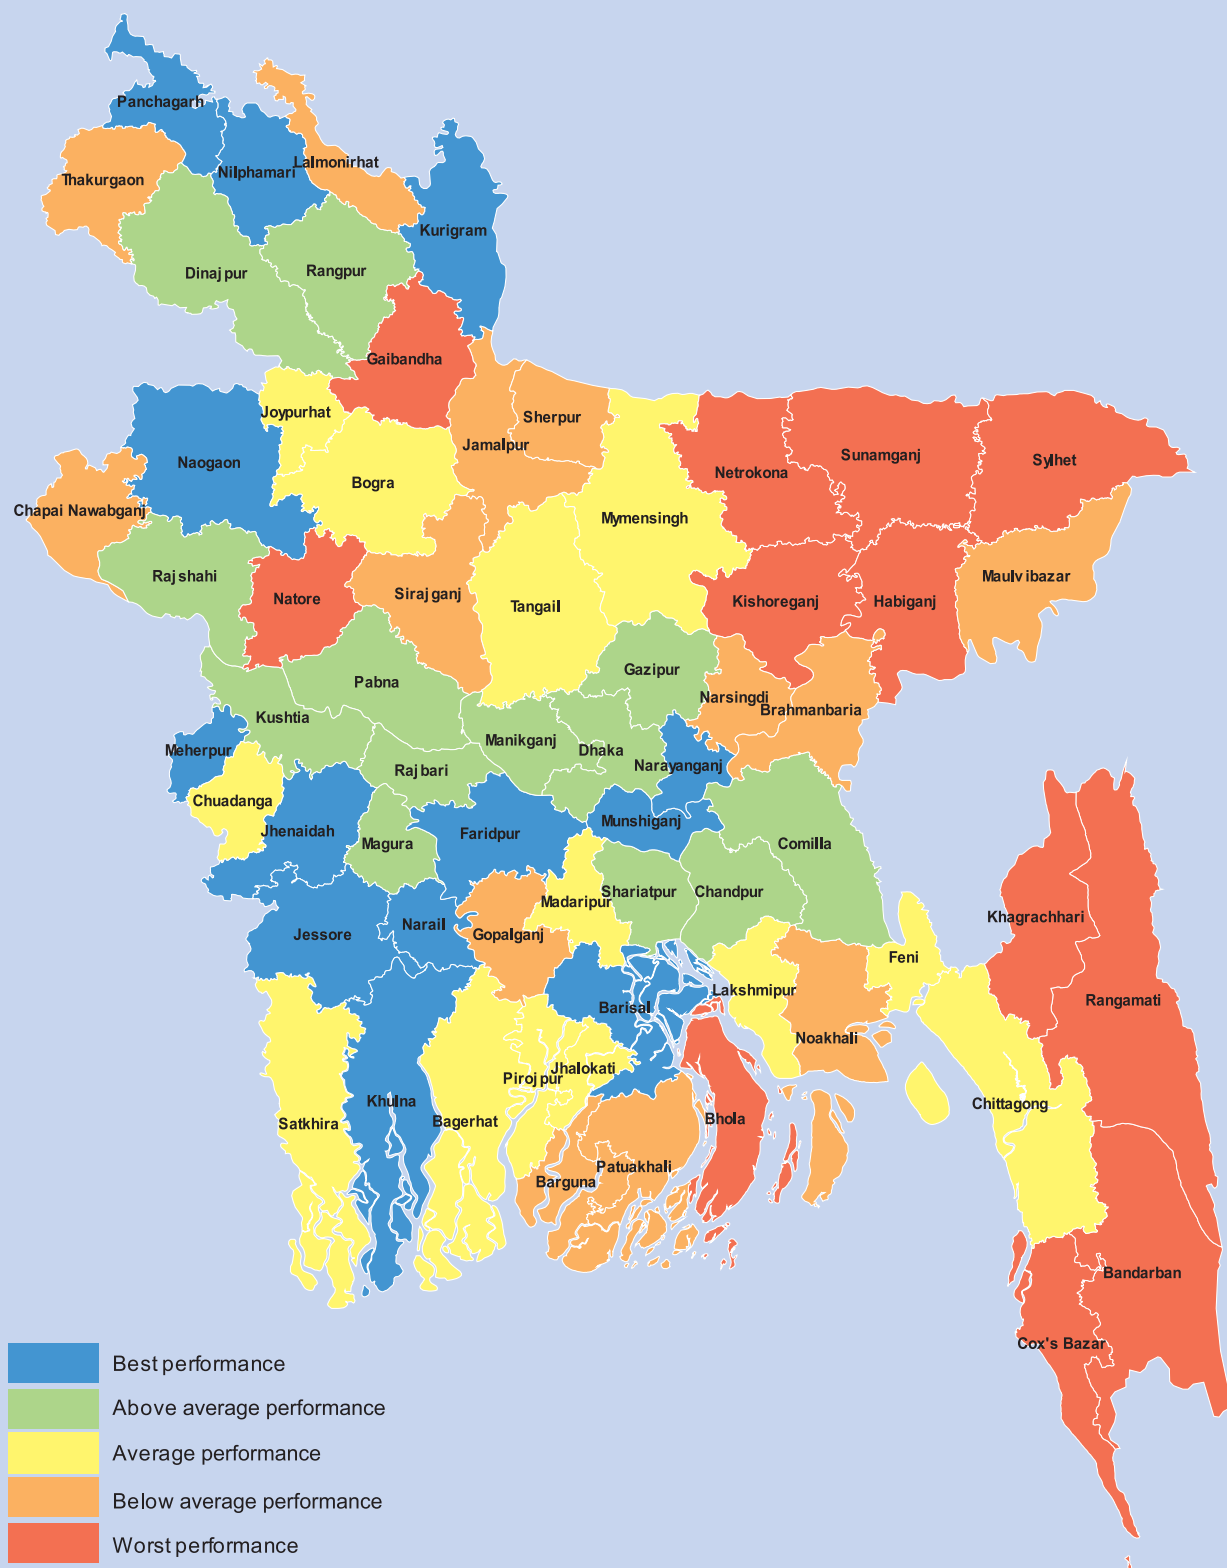 Panchagarh
Lalmonirhat
Nilphamari
Thakurgaon
Kurigram
Rangpur
Dinajpur
Gaibandha
Joypurhat
Sherpur
Jamalpur
Sunamganj
Sylhet
Naogaon
Netrokona
Bogra
Chapai Nawabganj
Mymensingh
Rajshahi
Maulvibazar
Sirajganj
Natore
Kishoreganj
Habiganj
Tangail
Gazipur
Pabna
Narsingdi
Brahmanbaria
Kushtia
Manikganj
Meherpur
Dhaka
Narayanganj
Rajbari
Chuadanga
Munshiganj
Jhenaidah
Faridpur
Magura
Comilla
Shariatpur
Chandpur
Madaripur
Khagrachhari
Narail
Jessore
Gopalganj
Feni
Lakshmipur
Rangamati
Barisal
Noakhali
Jhalokati
Pirojpur
Khulna
Chittagong
Bhola
Bagerhat
Satkhira
Patuakhali
Barguna
Bandarban
Cox's Bazar
Best performance
Above average performance
Average performance
Below average performance
Worst performance